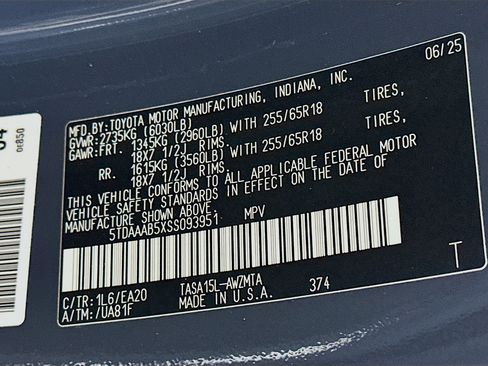 06/25
MFD.BY:TOYOTA MOTOR MANUFACTURING, INDIANA, INC.
GVWR:2735KG (6030LB)
GAWR:FRT. 1345KG (2960LB) WITH 255/65R18 TIRES,
18X7 1/2J RIMS
RR. 1615KG (3560LB) WITH 255/65R18 TIRES,
18X7 1/2J RIMS
THIS VEHICLE CONFORMS TO ALL APPLICABLE FEDERAL MOTOR
VEHICLE SAFETY STANDARDS IN EFFECT ON THE DATE OF
MANUFACTURE SHOWN ABOVE.
5TDAAAB5XSS093951 MPV
C/TR:1L6/EA20 TASA15L-AWZMTA 374
A/TM:/UA81F MADE IN U.S.A.
T